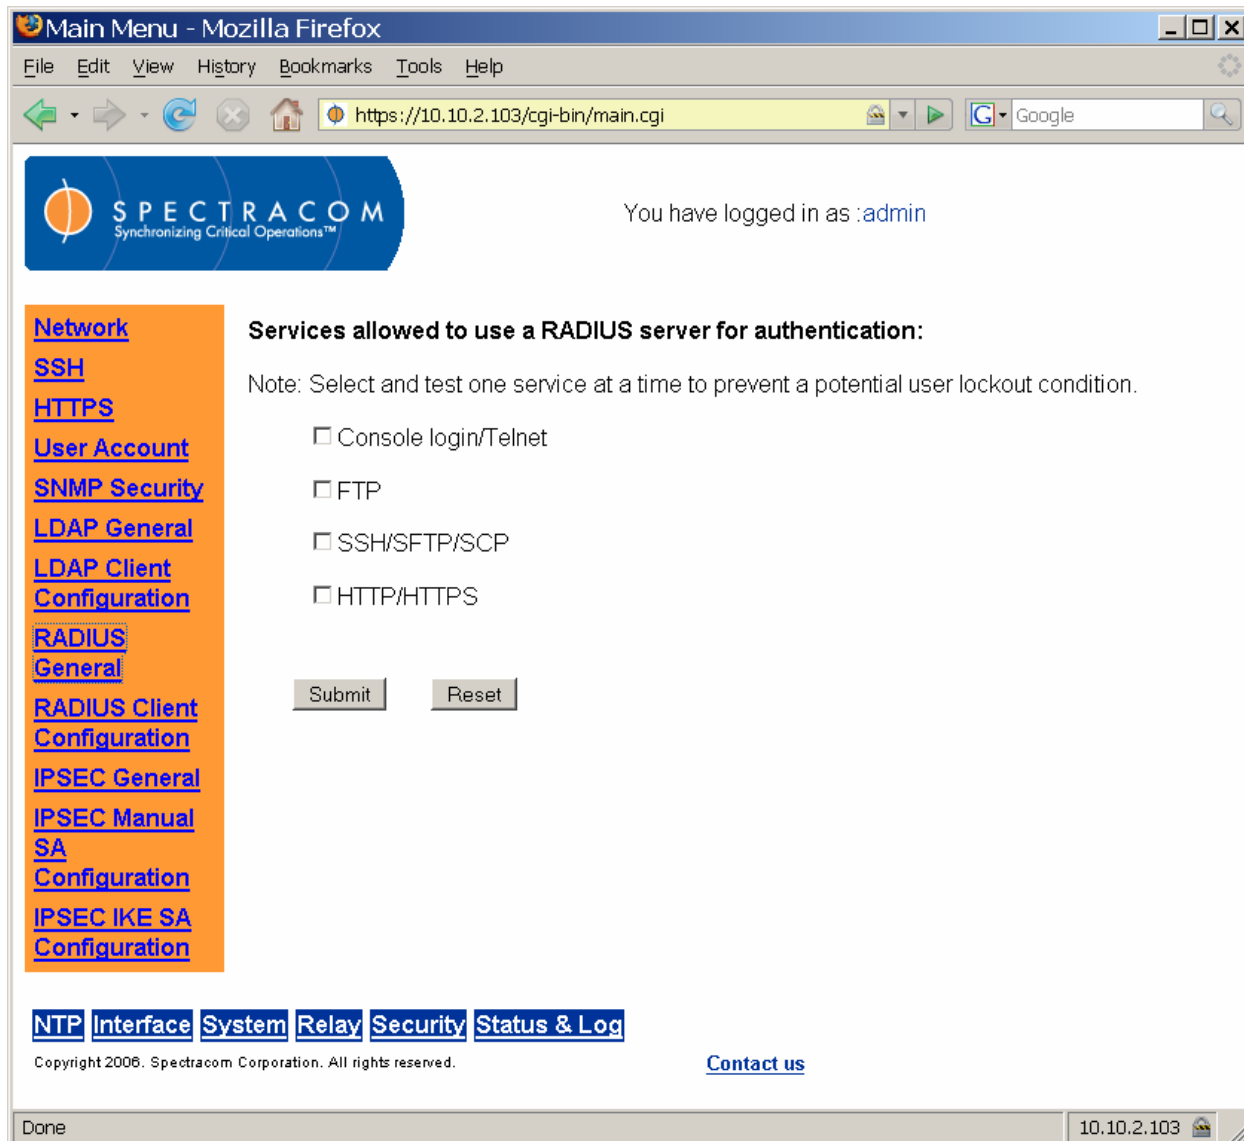 Main Menu - Mozilla Firefox
File Edit View History Bookmarks Tools Help
https://10.10.2.103/cgi-bin/main.cgi
G Google
SPECTRACOM
Synchronizing Critical Operations™
You have logged in as :admin
Network
SSH
HTTPS
User Account
SNMP Security
LDAP General
LDAP Client
Configuration
RADIUS
General
RADIUS Client
Configuration
IPSEC General
IPSEC Manual
SA
Configuration
IPSEC IKE SA
Configuration
Services allowed to use a RADIUS server for authentication:
Note: Select and test one service at a time to prevent a potential user lockout condition.
Console login/Telnet
FTP
SSH/SFTP/SCP
HTTP/HTTPS
Submit Reset
NTP Interface System Relay Security Status & Log
Copyright 2006. Spectracom Corporation. All rights reserved.
Contact us
Done
10.10.2.103